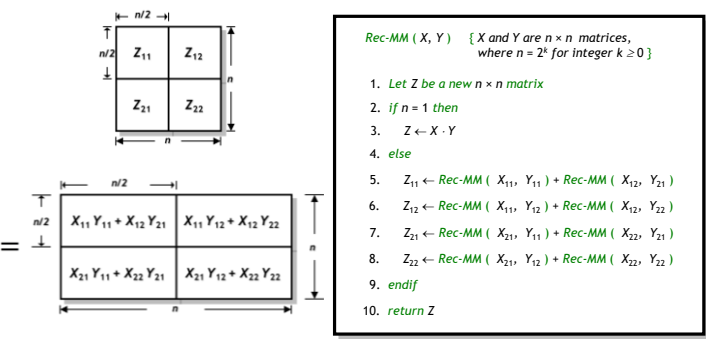 n/2
n/2
Z11
Z12
n
Z21
Z22
n
n/2
n/2
X11 Y11 + X12 Y21
X11 Y12 + X12 Y22
=
n
X21 Y11 + X22 Y21
X21 Y12 + X22 Y22
n
Rec-MM ( X, Y ) { X and Y are n × n matrices,
where n = 2^k for integer k ≥ 0 }
1. Let Z be a new n × n matrix
2. if n = 1 then
3. Z ← X · Y
4. else
5. Z11 ← Rec-MM ( X11, Y11 ) + Rec-MM ( X12, Y21 )
6. Z12 ← Rec-MM ( X11, Y12 ) + Rec-MM ( X12, Y22 )
7. Z21 ← Rec-MM ( X21, Y11 ) + Rec-MM ( X22, Y21 )
8. Z22 ← Rec-MM ( X21, Y12 ) + Rec-MM ( X22, Y22 )
9. endif
10. return Z